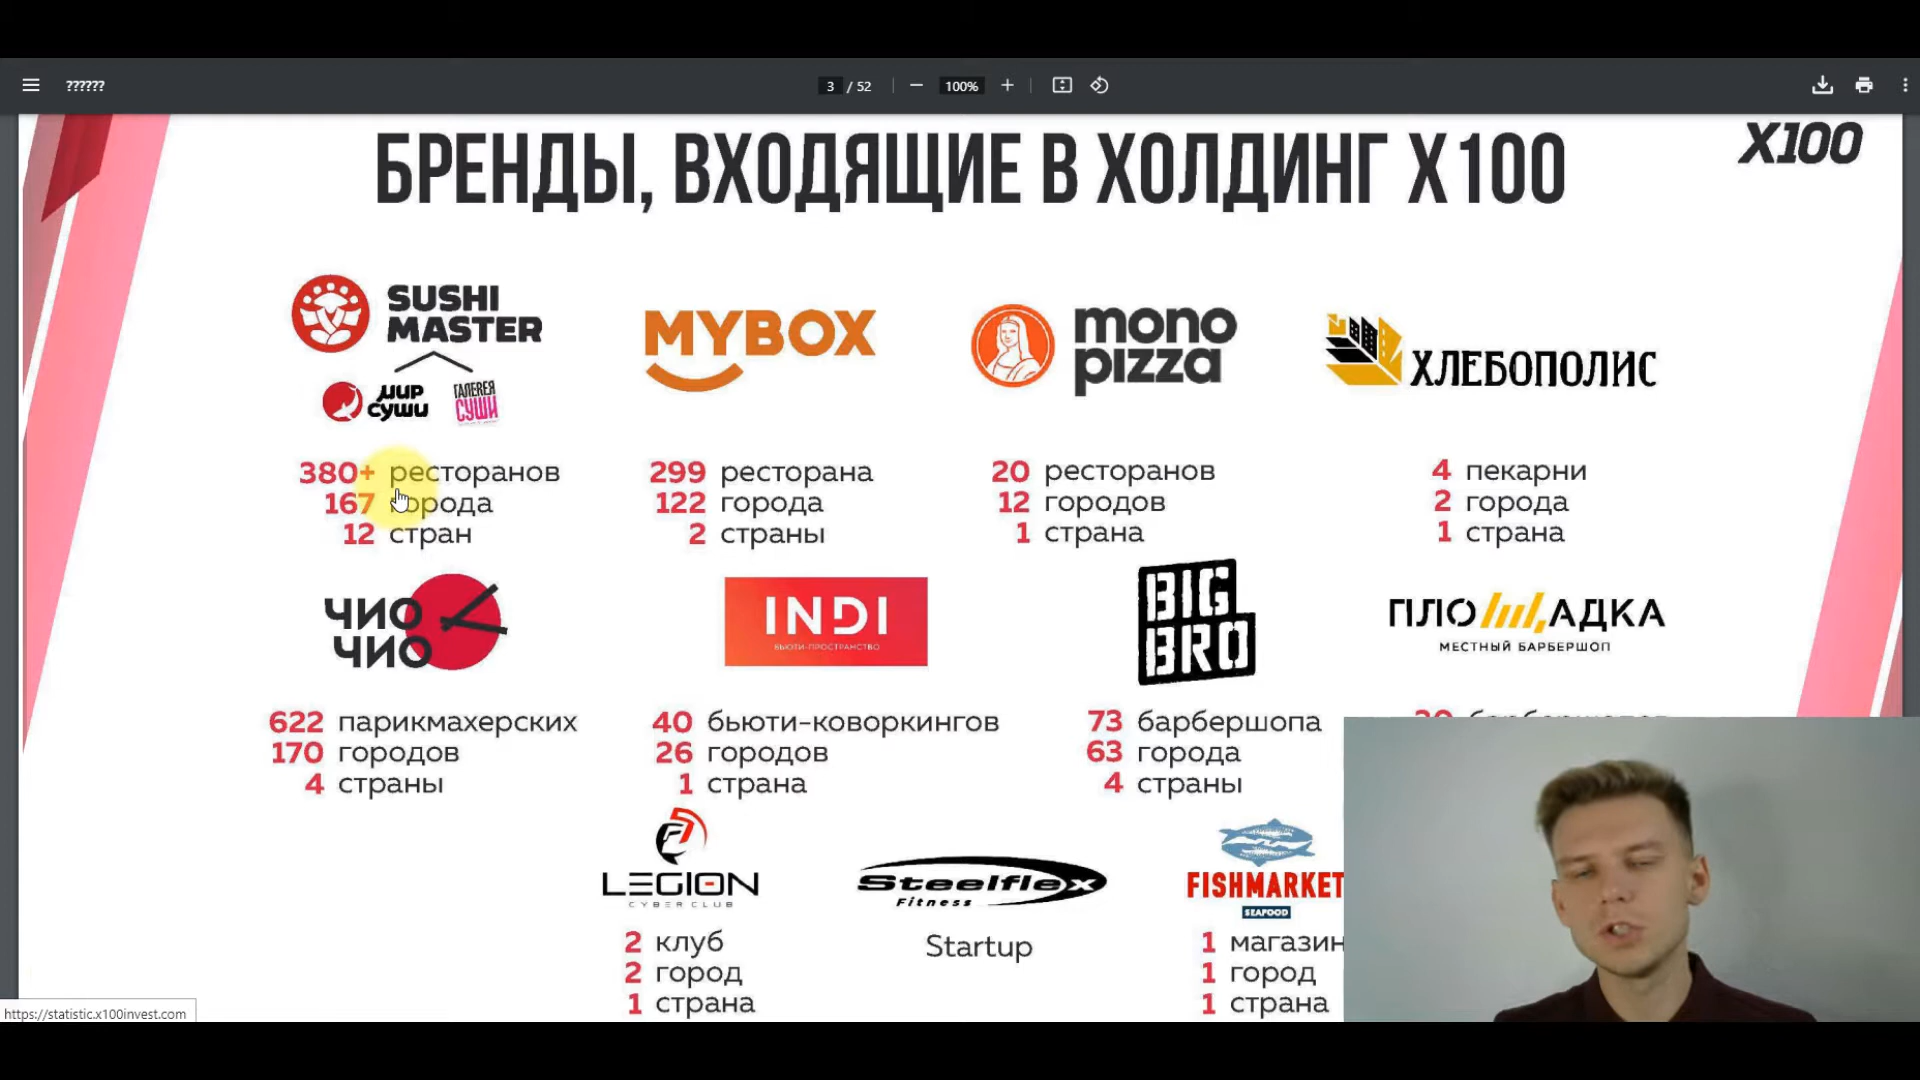 ??????
3 / 52
100%
БРЕНДЫ, ВХОДЯЩИЕ В ХОЛДИНГ X100
X100
SUSHI
MASTER
МИР
СУШИ
ГАЛЕРЕЯ
СУШИ
380+ ресторанов
167 города
12 стран
MYBOX
299 ресторана
122 города
2 страны
mono
pizza
20 ресторанов
12 городов
1 страна
ХЛЕБОПОЛИС
4 пекарни
2 города
1 страна
ЧИО
ЧИО
622 парикмахерских
170 городов
4 страны
INDI
БЬЮТИ-ПРОСТРАНСТВО
40 бьюти-коворкингов
26 городов
1 страна
BIG
BRO
73 барбершопа
63 города
4 страны
ПЛОЩАДКА
МЕСТНЫЙ БАРБЕРШОП
LEGION
CYBER CLUB
2 клуб
2 город
1 страна
Steelflex
Fitness
Startup
FISHMARKET
SEAFOOD
1 магазин
1 город
1 страна
https://statistic.x100invest.com